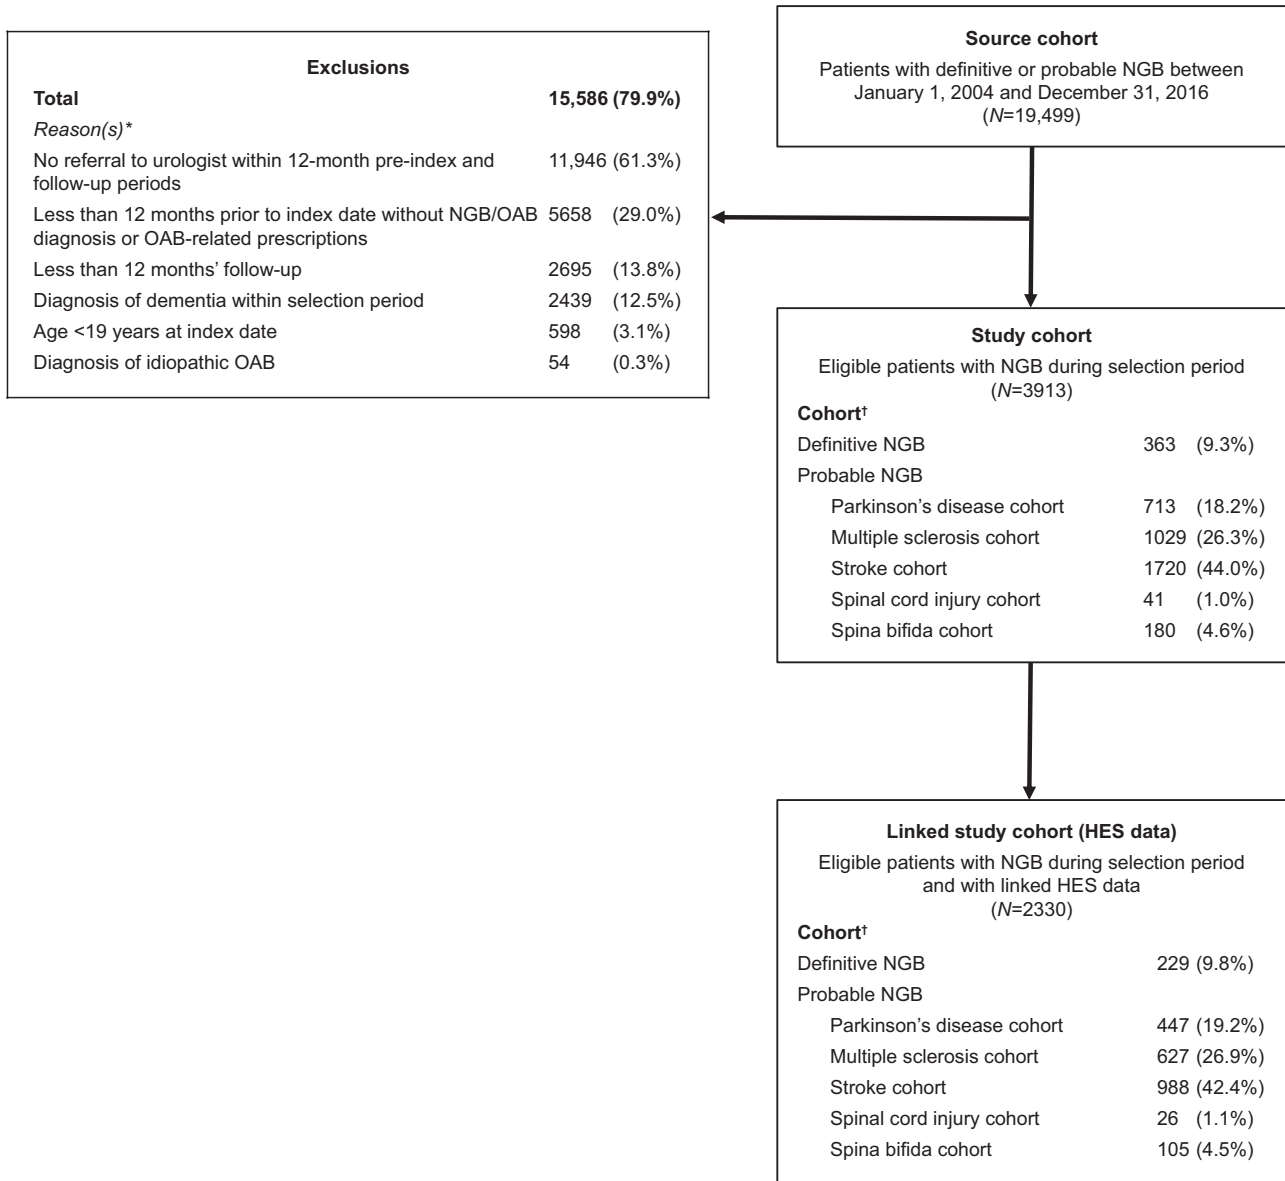 Source cohort
Patients with definitive or probable NGB between
January 1, 2004 and December 31, 2016
(N=19,499)
Exclusions
Total 15,586 (79.9%)
Reason(s)*
No referral to urologist within 12-month pre-index and 11,946 (61.3%)
follow-up periods
Less than 12 months prior to index date without NGB/OAB 5658 (29.0%)
diagnosis or OAB-related prescriptions
Less than 12 months’ follow-up 2695 (13.8%)
Diagnosis of dementia within selection period 2439 (12.5%)
Age <19 years at index date 598 (3.1%)
Diagnosis of idiopathic OAB 54 (0.3%)
Study cohort
Eligible patients with NGB during selection period
(N=3913)
Cohort†
Definitive NGB 363 (9.3%)
Probable NGB
Parkinson’s disease cohort 713 (18.2%)
Multiple sclerosis cohort 1029 (26.3%)
Stroke cohort 1720 (44.0%)
Spinal cord injury cohort 41 (1.0%)
Spina bifida cohort 180 (4.6%)
Linked study cohort (HES data)
Eligible patients with NGB during selection period
and with linked HES data
(N=2330)
Cohort†
Definitive NGB 229 (9.8%)
Probable NGB
Parkinson’s disease cohort 447 (19.2%)
Multiple sclerosis cohort 627 (26.9%)
Stroke cohort 988 (42.4%)
Spinal cord injury cohort 26 (1.1%)
Spina bifida cohort 105 (4.5%)